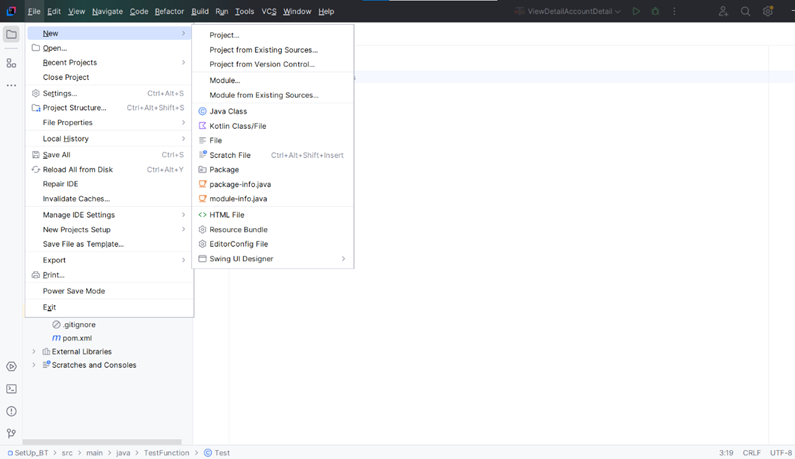 File Edit View Navigate Code Refactor Build Run Tools VCS Window Help ViewDetailAccountDetail
New
Open...
Recent Projects
Close Project
Settings... Ctrl+Alt+S
Project Structure... Ctrl+Alt+Shift+S
File Properties
Local History
Save All Ctrl+S
Reload All from Disk Ctrl+Alt+Y
Repair IDE
Invalidate Caches...
Manage IDE Settings
New Projects Setup
Save File as Template...
Export
Print...
Power Save Mode
Exit
Project...
Project from Existing Sources...
Project from Version Control...
Module...
Module from Existing Sources...
Java Class
Kotlin Class/File
File
Scratch File Ctrl+Alt+Shift+Insert
Package
package-info.java
module-info.java
HTML File
Resource Bundle
EditorConfig File
Swing UI Designer
.gitignore
pom.xml
External Libraries
Scratches and Consoles
SetUp_BT > src > main > java > TestFunction > Test 3:19 CRLF UTF-8